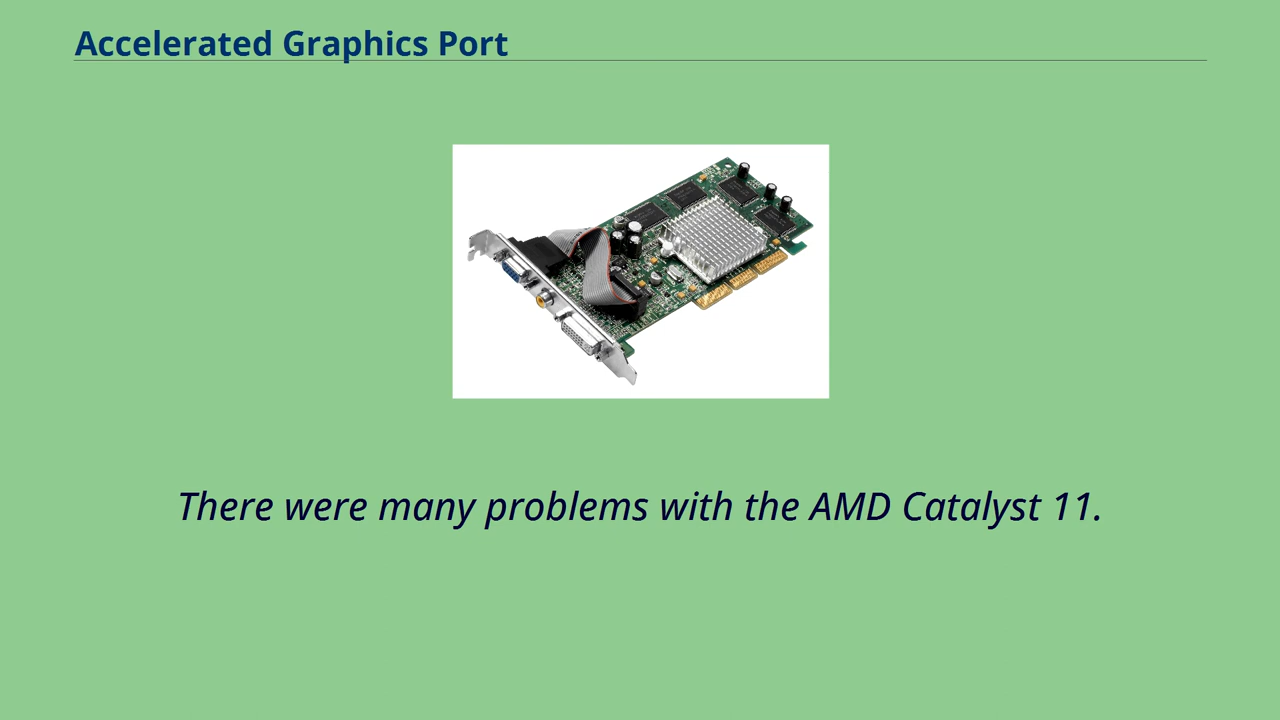 Accelerated Graphics Port
There were many problems with the AMD Catalyst 11.